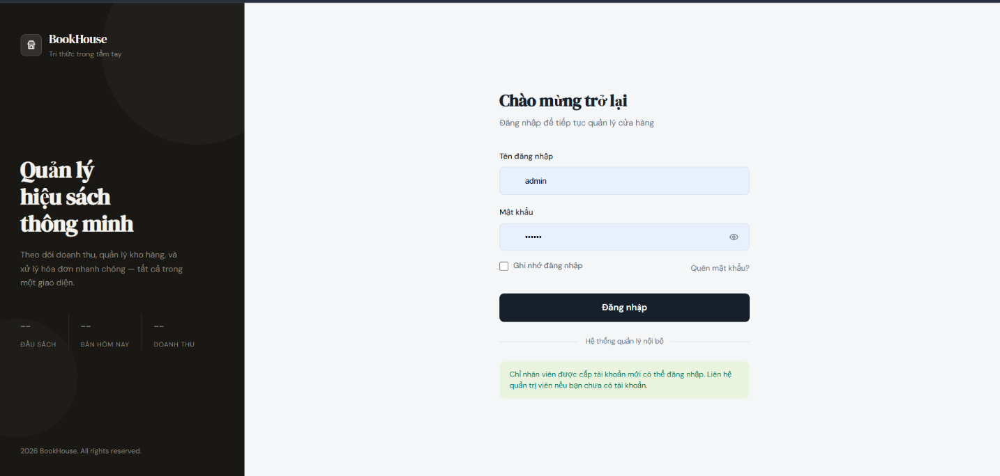 BookHouse
Tri thức trong tầm tay
Quản lý
hiệu sách
thông minh
Theo dõi doanh thu, quản lý kho hàng, và
xử lý hóa đơn nhanh chóng — tất cả trong
một giao diện.
-- -- --
ĐẦU SÁCH BÁN HÔM NAY DOANH THU
2026 BookHouse. All rights reserved.
Chào mừng trở lại
Đăng nhập để tiếp tục quản lý cửa hàng
Tên đăng nhập
admin
Mật khẩu
••••••
Ghi nhớ đăng nhập Quên mật khẩu?
Đăng nhập
Hệ thống quản lý nội bộ
Chỉ nhân viên được cấp tài khoản mới có thể đăng nhập. Liên hệ
quản trị viên nếu bạn chưa có tài khoản.